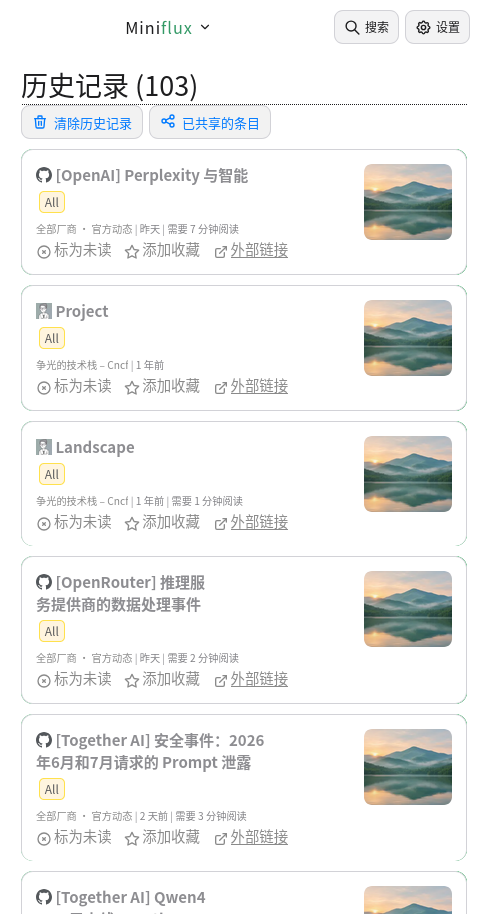 Miniflux
搜索
设置
历史记录 (103)
清除历史记录
已共享的条目
[OpenAI] Perplexity 与智能
All
全部厂商 · 官方动态 | 昨天 | 需要 7 分钟阅读
标为未读 添加收藏 外部链接
Project
All
争光的技术栈 – Cncf | 1 年前
标为未读 添加收藏 外部链接
Landscape
All
争光的技术栈 – Cncf | 1 年前 | 需要 1 分钟阅读
标为未读 添加收藏 外部链接
[OpenRouter] 推理服
务提供商的数据处理事件
All
全部厂商 · 官方动态 | 昨天 | 需要 2 分钟阅读
标为未读 添加收藏 外部链接
[Together AI] 安全事件：2026
年6月和7月请求的 Prompt 泄露
All
全部厂商 · 官方动态 | 2 天前 | 需要 3 分钟阅读
标为未读 添加收藏 外部链接
[Together AI] Qwen4